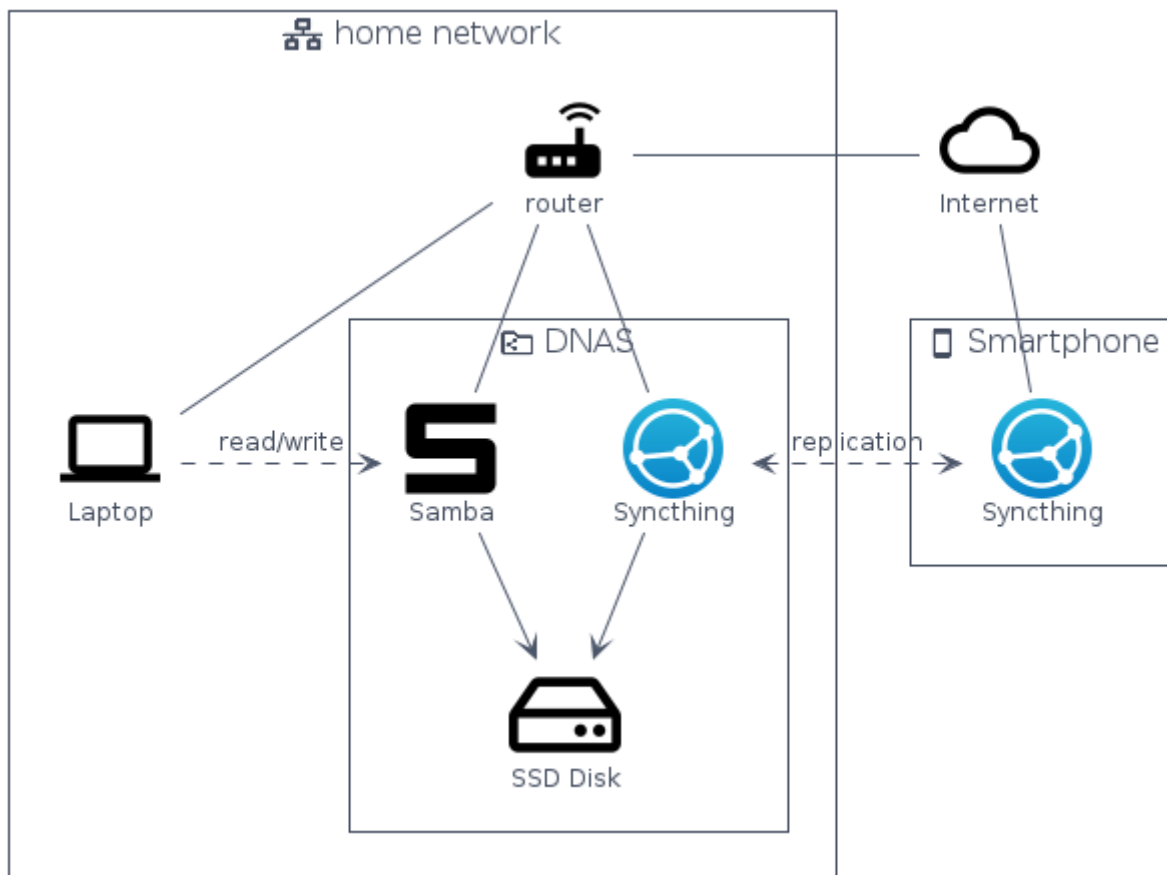 home network
router
Internet
DNAS
Smartphone
read/write
replication
Laptop
Samba
Syncthing
Syncthing
SSD Disk